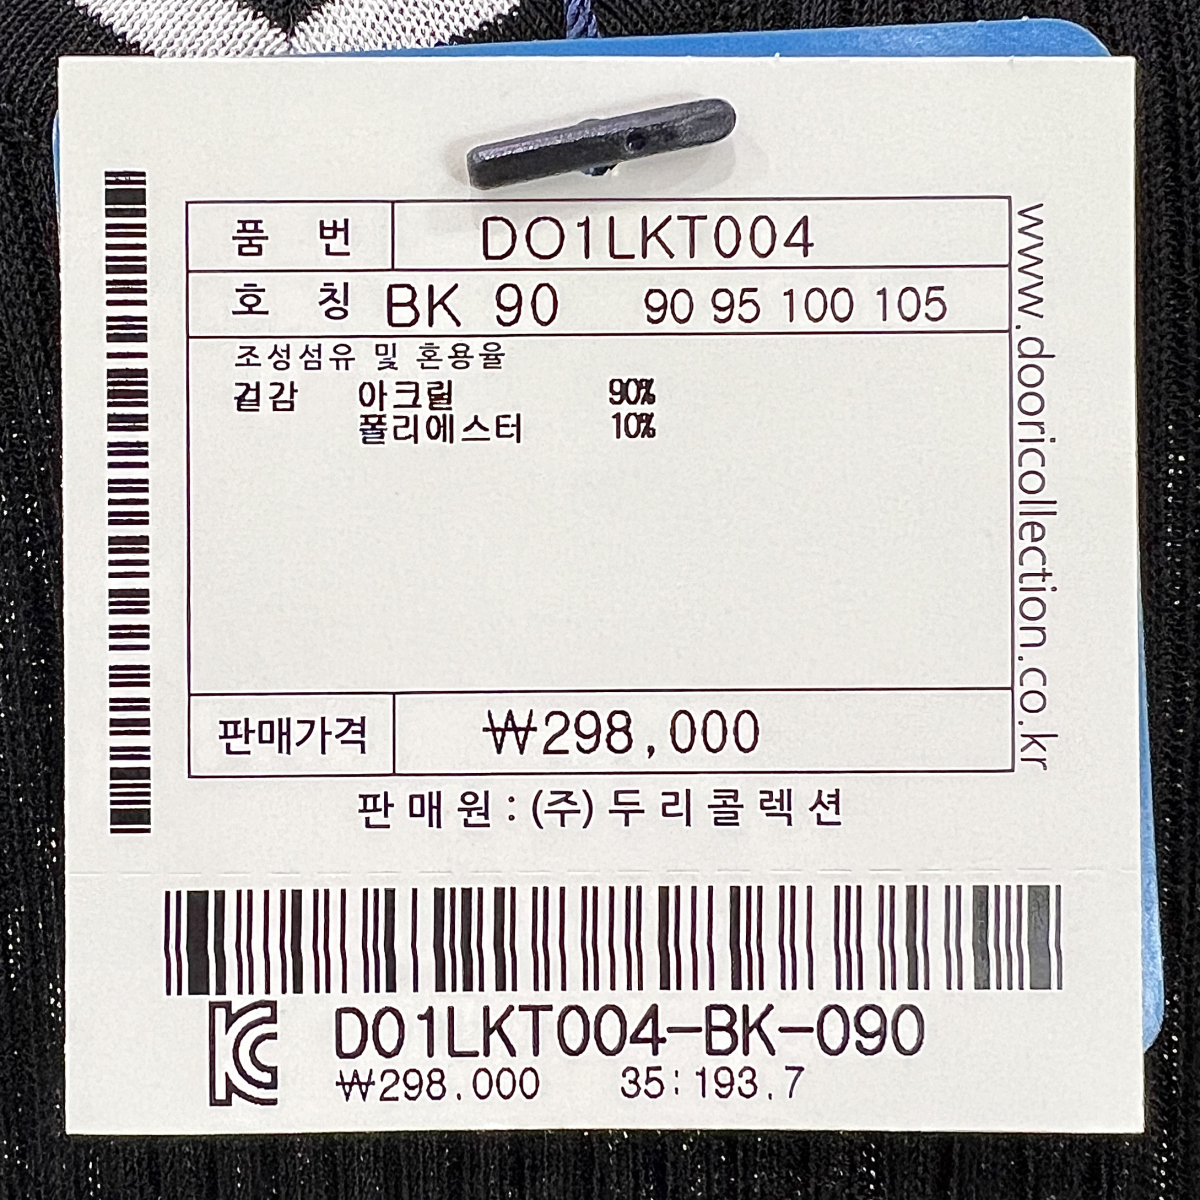 품 번 DO1LKT004
호 칭 BK 90 90 95 100 105
조성섬유 및 혼용율
겉감 아크릴 90%
폴리에스터 10%
판매가격 ₩298,000
판매원 : (주) 두리콜렉션
www.dooricollection.co.kr
KC DO1LKT004-BK-090
₩298,000 35:193.7